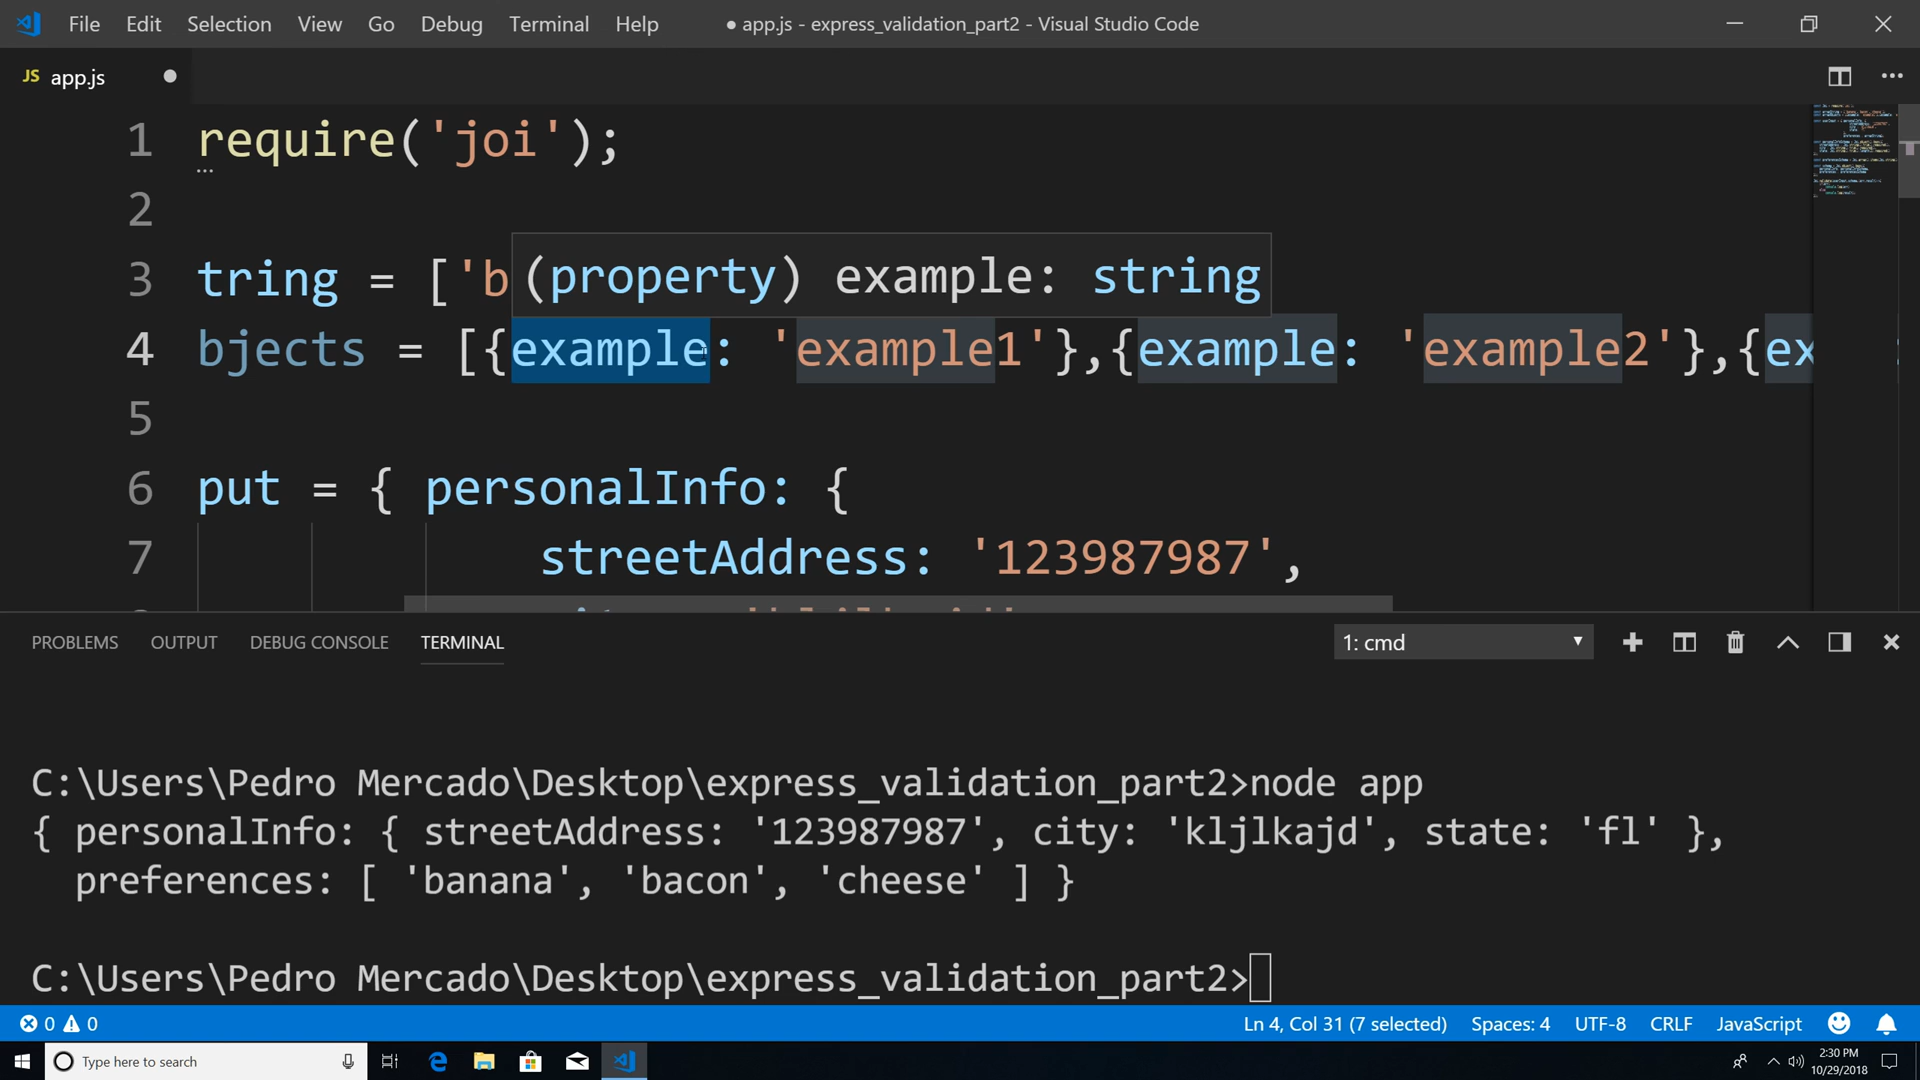 File Edit Selection View Go Debug Terminal Help ● app.js - express_validation_part2 - Visual Studio Code
JS app.js
1 require('joi');
2
3 tring = ['b
(property) example: string
4 bjects = [{example: 'example1'},{example: 'example2'},{ex
5
6 put = { personalInfo: {
7 streetAddress: '123987987',
PROBLEMS OUTPUT DEBUG CONSOLE TERMINAL 1: cmd
C:\Users\Pedro Mercado\Desktop\express_validation_part2>node app
{ personalInfo: { streetAddress: '123987987', city: 'kljlkajd', state: 'fl' },
preferences: [ 'banana', 'bacon', 'cheese' ] }
C:\Users\Pedro Mercado\Desktop\express_validation_part2>
0 0 Ln 4, Col 31 (7 selected) Spaces: 4 UTF-8 CRLF JavaScript
Type here to search 2:30 PM
10/29/2018